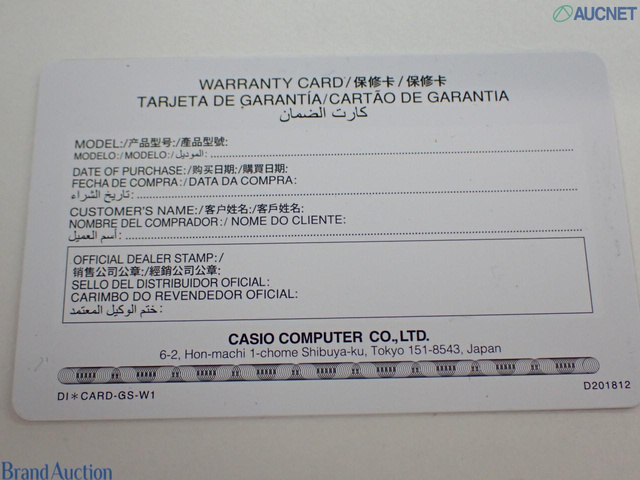 AUCNET
WARRANTY CARD/保修卡/保修卡
TARJETA DE GARANTÍA/CARTÃO DE GARANTIA
كارت الضمان
MODEL:/产品型号:/產品型號:
MODELO:/MODELO:/الموديل:
DATE OF PURCHASE:/购买日期:/購買日期:
FECHA DE COMPRA:/DATA DA COMPRA:
تاريخ الشراء:
CUSTOMER'S NAME:/客户姓名:/客戶姓名:
NOMBRE DEL COMPRADOR:/ NOME DO CLIENTE:
أسم العميل:
OFFICIAL DEALER STAMP:/
销售公司公章:/經銷公司公章:
SELLO DEL DISTRIBUIDOR OFICIAL:
CARIMBO DO REVENDEDOR OFICIAL:
ختم الوكيل المعتمد:
CASIO COMPUTER CO.,LTD.
6-2, Hon-machi 1-chome Shibuya-ku, Tokyo 151-8543, Japan
DI＊CARD-GS-W1
D201812
Brand Auction